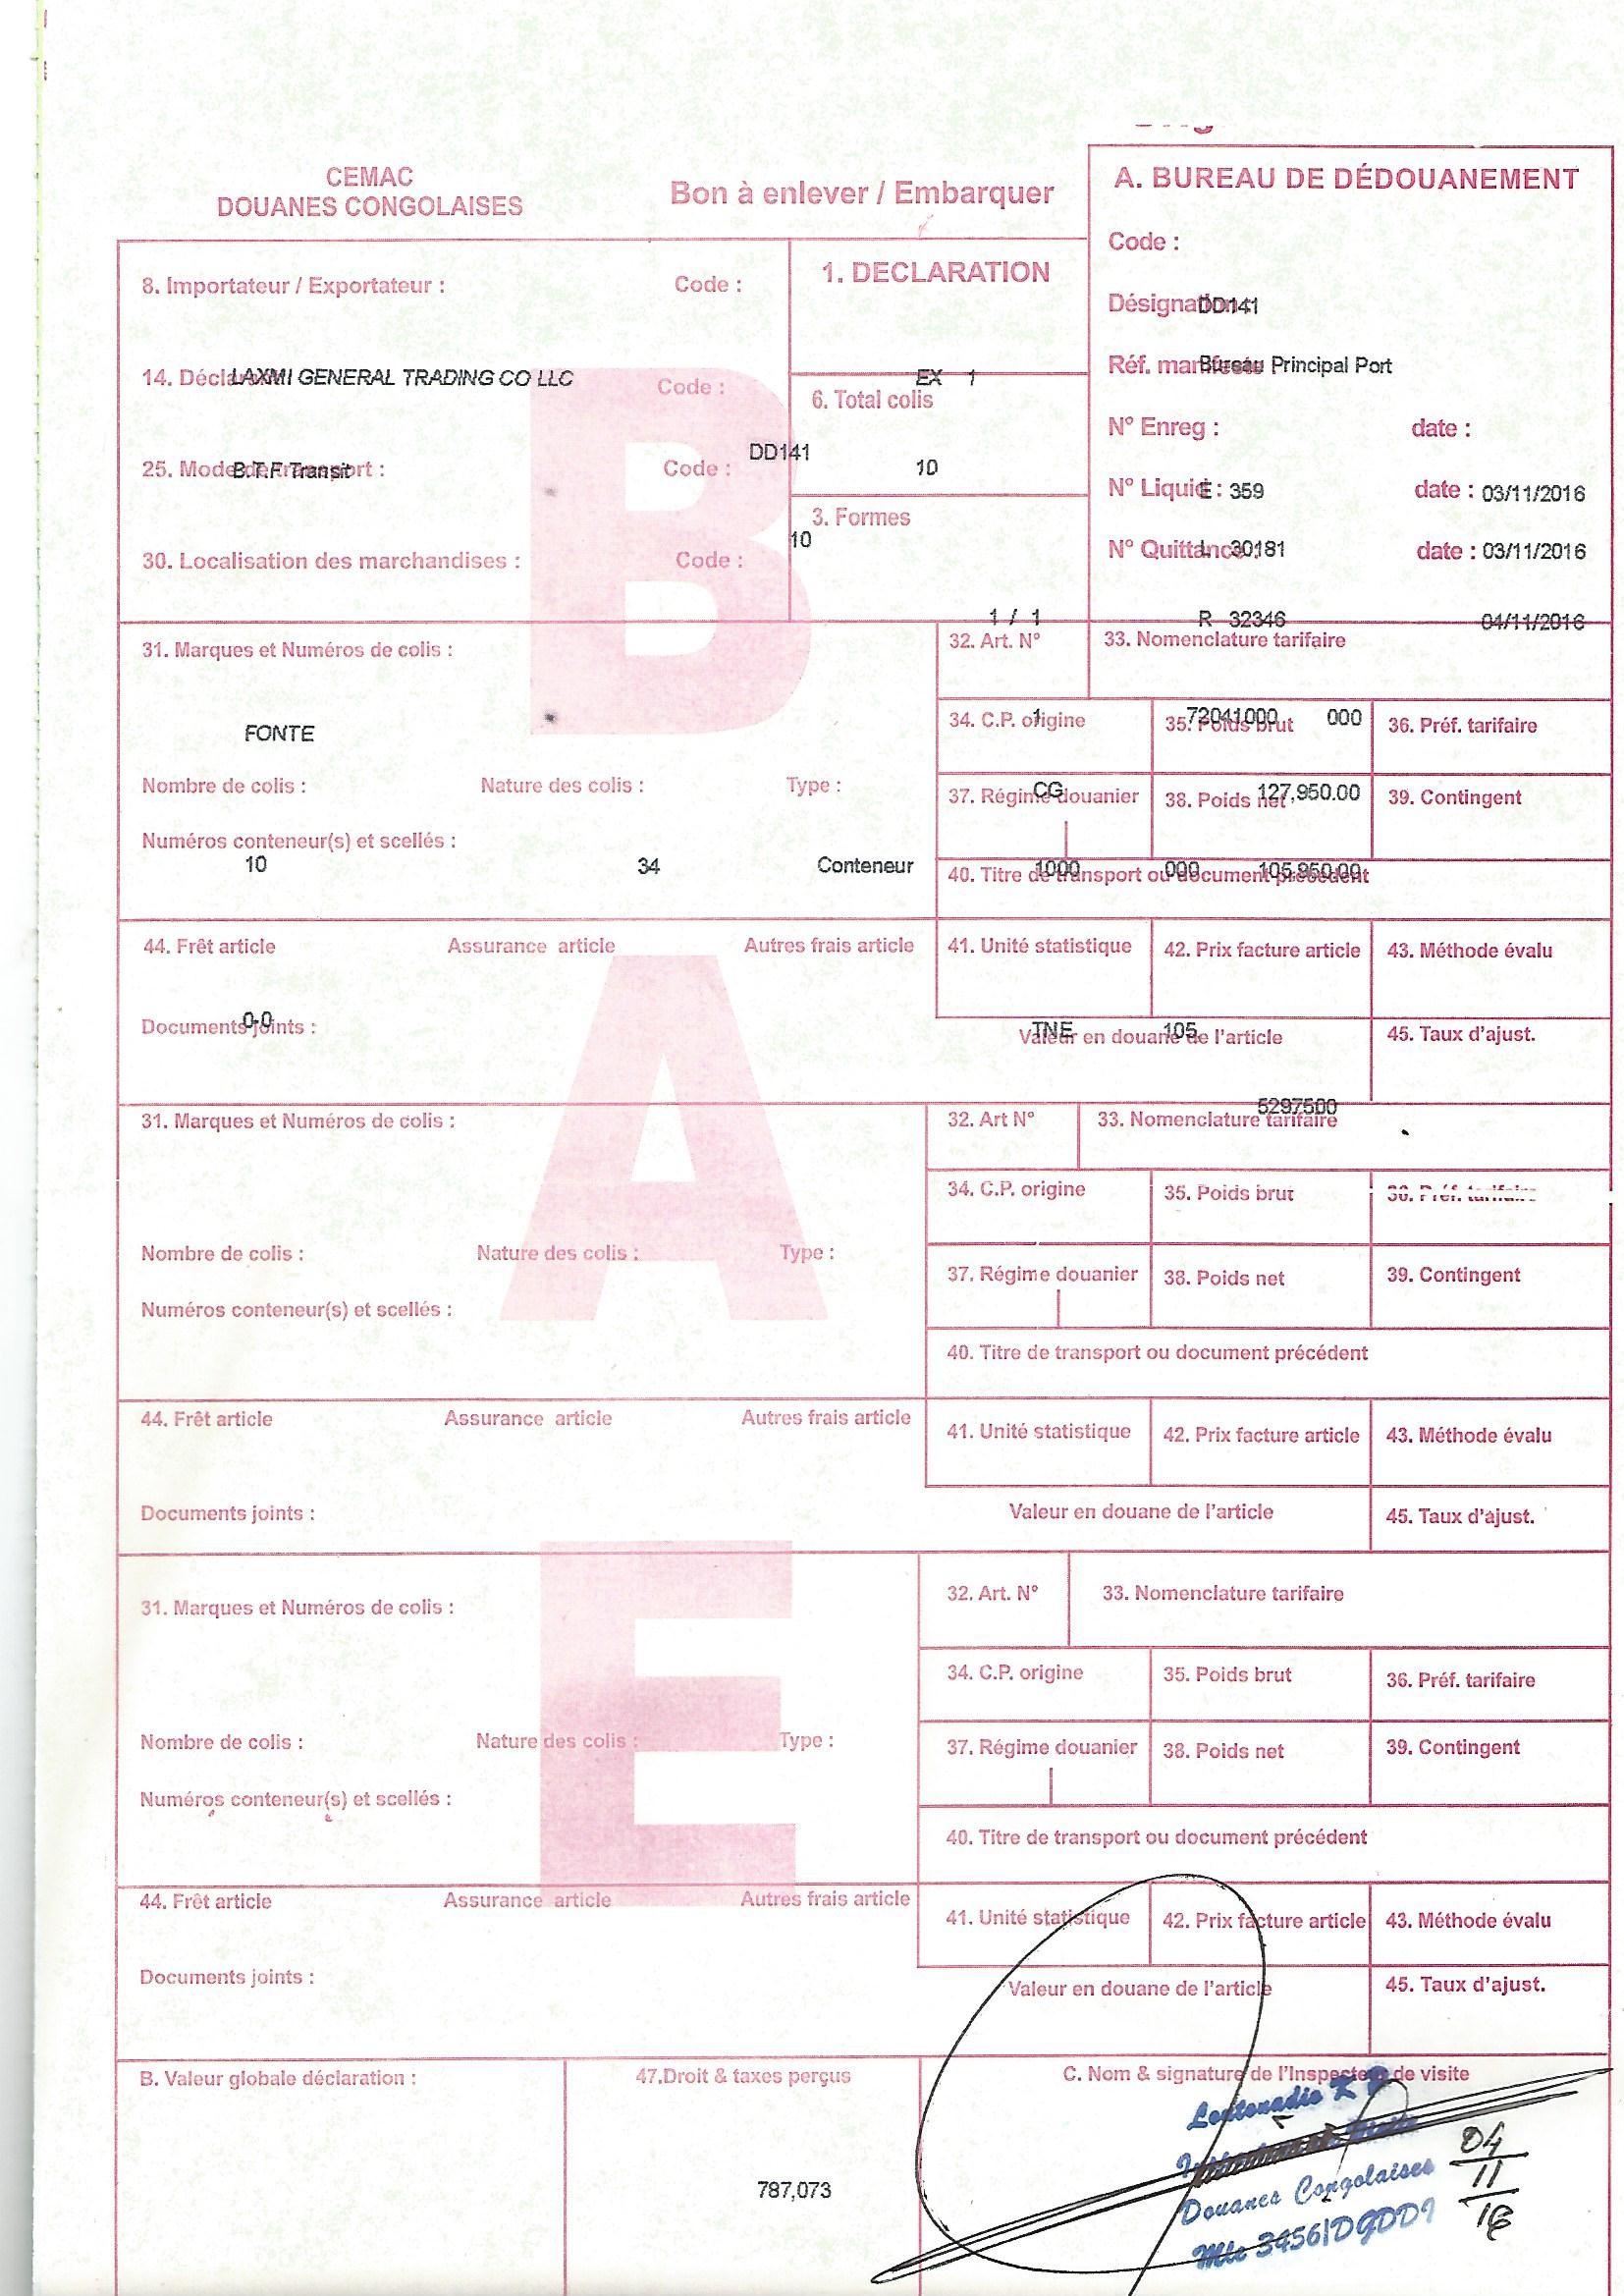 CEMAC
DOUANES CONGOLAISES
Bon à enlever / Embarquer
A. BUREAU DE DÉDOUANEMENT
Code :
Désignation : DD141
Réf. manifeste Bureau Principal Port
N° Enreg : date :
N° Liquid : E 359 date : 03/11/2016
N° Quittance : L 30181 date : 03/11/2016
R 32346 04/11/2016
8. Importateur / Exportateur : Code :
1. DECLARATION
14. Déclarant LAXMI GENERAL TRADING CO LLC Code :
EX 1
6. Total colis
DD141
25. Mode de transport : B.T.F Transit Code :
10
3. Formes
10
30. Localisation des marchandises : Code :
1 / 1
31. Marques et Numéros de colis :
32. Art. N°
33. Nomenclature tarifaire
FONTE
34. C.P. origine 1
35. Poids brut 72041000 000
36. Préf. tarifaire
Nombre de colis : Nature des colis : Type :
37. Régime douanier CG
38. Poids net 127,950.00
39. Contingent
Numéros conteneur(s) et scellés :
10 34 Conteneur
40. Titre de transport ou document précédent 1000 000 105,950.00
44. Frêt article Assurance article Autres frais article
41. Unité statistique
42. Prix facture article
43. Méthode évalu
Documents joints : 0-0
TNE 105
Valeur en douane de l'article
45. Taux d'ajust.
5297500
31. Marques et Numéros de colis :
32. Art N°
33. Nomenclature tarifaire
34. C.P. origine
35. Poids brut
36. Préf. tarifaire
Nombre de colis : Nature des colis : Type :
37. Régime douanier
38. Poids net
39. Contingent
Numéros conteneur(s) et scellés :
40. Titre de transport ou document précédent
44. Frêt article Assurance article Autres frais article
41. Unité statistique
42. Prix facture article
43. Méthode évalu
Documents joints :
Valeur en douane de l'article
45. Taux d'ajust.
31. Marques et Numéros de colis :
32. Art. N°
33. Nomenclature tarifaire
34. C.P. origine
35. Poids brut
36. Préf. tarifaire
Nombre de colis : Nature des colis : Type :
37. Régime douanier
38. Poids net
39. Contingent
Numéros conteneur(s) et scellés :
40. Titre de transport ou document précédent
44. Frêt article Assurance article Autres frais article
41. Unité statistique
42. Prix facture article
43. Méthode évalu
Documents joints :
Valeur en douane de l'article
45. Taux d'ajust.
B A E
B. Valeur globale déclaration :
47.Droit & taxes perçus
787,073
C. Nom & signature de l'Inspecteur de visite
Douanes Congolaises
Mle 3456/DGDDI
04/11/16